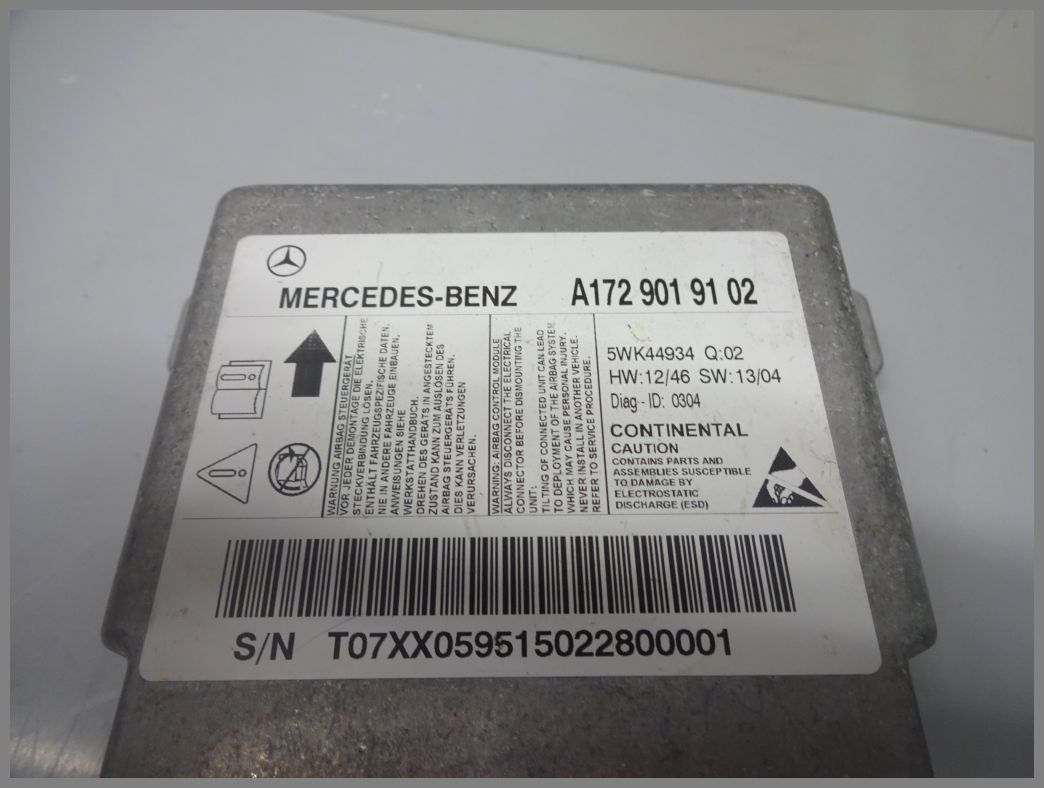 MERCEDES-BENZ A172 901 91 02
WARNUNG AIRBAG STEUERGERÄT
VOR JEDER DEMONTAGE DIE ELEKTRISCHE
STECKVERBINDUNG LÖSEN.
ENTHÄLT FAHRZEUGSPEZIFISCHE DATEN.
NIE IN ANDERE FAHRZEUGE EINBAUEN.
ANWEISUNGEN SIEHE
WERKSTATTHANDBUCH.
DREHEN DES GERÄTS IN ANGESTECKTEM
ZUSTAND KANN ZUM AUSLÖSEN DES
AIRBAG STEUERGERÄTS FÜHREN.
DIES KANN VERLETZUNGEN
VERURSACHEN.
WARNING: AIRBAG CONTROL MODULE
ALWAYS DISCONNECT THE ELECTRICAL
CONNECTOR BEFORE DISMOUNTING THE
UNIT:
TILTING OF CONNECTED UNIT CAN LEAD
TO DEPLOYMENT OF THE AIRBAG SYSTEM
WHICH MAY CAUSE PERSONAL INJURY.
NEVER INSTALL IN ANOTHER VEHICLE.
REFER TO SERVICE PROCEDURE.
5WK44934 Q:02
HW:12/46 SW:13/04
Diag-- ID: 0304
CONTINENTAL
CAUTION
CONTAINS PARTS AND
ASSEMBLIES SUSCEPTIBLE
TO DAMAGE BY
ELECTROSTATIC
DISCHARGE (ESD)
S/N T07XX059515022800001